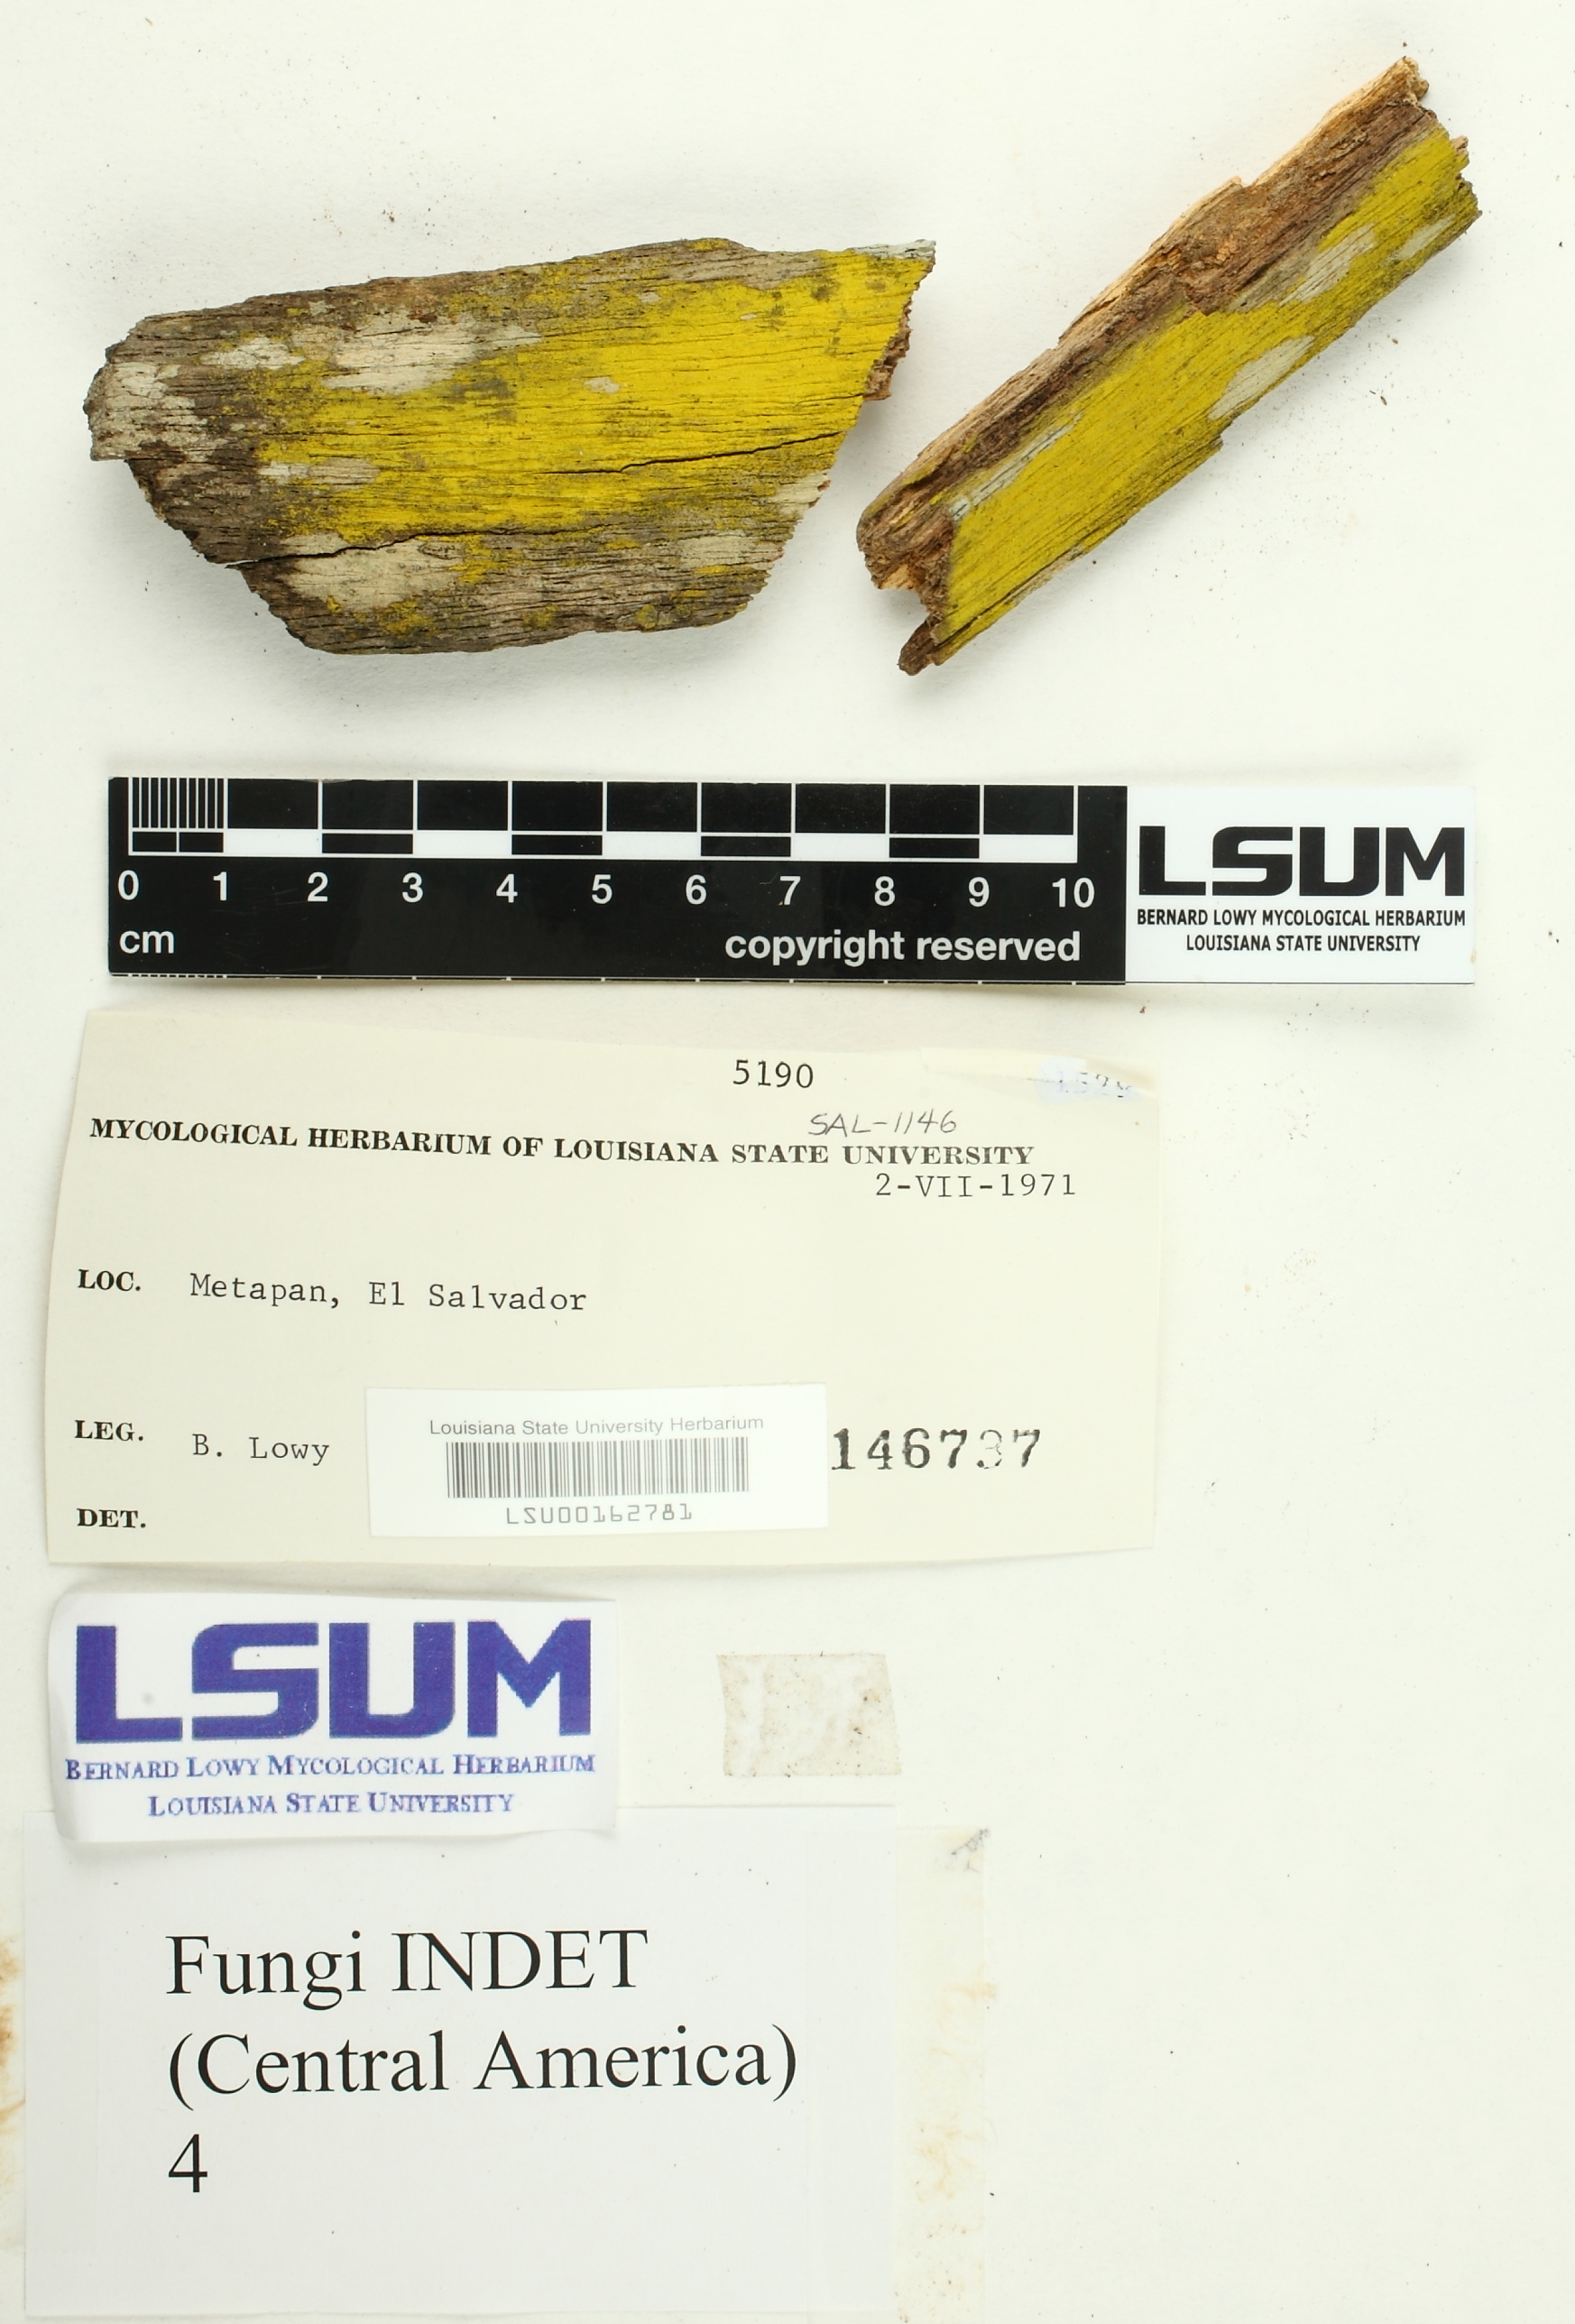 0 1 2 3 4 5 6 7 8 9 10
cm
copyright reserved
LSUM
BERNARD LOWY MYCOLOGICAL HERBARIUM
LOUISIANA STATE UNIVERSITY
5190
SAL-1146
MYCOLOGICAL HERBARIUM OF LOUISIANA STATE UNIVERSITY
2-VII-1971
LOC. Metapan, El Salvador
LEG. B. Lowy
Louisiana State University Herbarium
LSU00162781
146737
DET.
LSUM
BERNARD LOWY MYCOLOGICAL HERBARIUM
LOUISIANA STATE UNIVERSITY
Fungi INDET
(Central America)
4